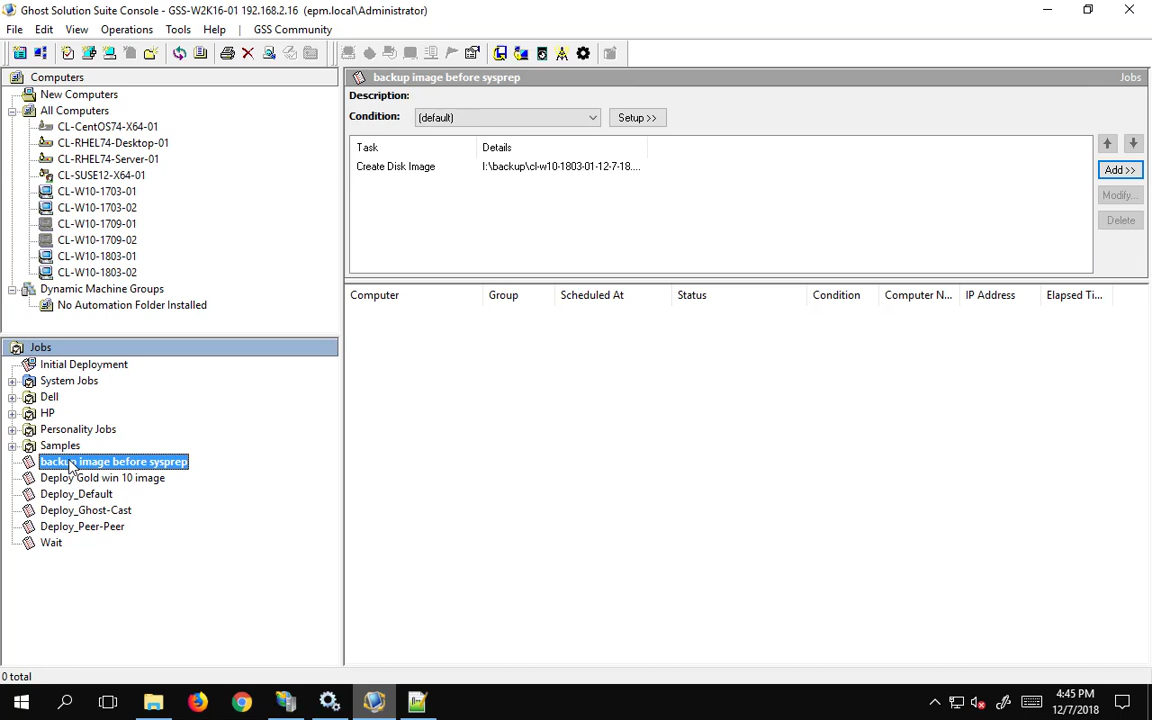 Ghost Solution Suite Console - GSS-W2K16-01 192.168.2.16 (epm.local\Administrator)
File Edit View Operations Tools Help | GSS Community
Computers
New Computers
All Computers
CL-CentOS74-X64-01
CL-RHEL74-Desktop-01
CL-RHEL74-Server-01
CL-SUSE12-X64-01
CL-W10-1703-01
CL-W10-1703-02
CL-W10-1709-01
CL-W10-1709-02
CL-W10-1803-01
CL-W10-1803-02
Dynamic Machine Groups
No Automation Folder Installed
Jobs
Initial Deployment
System Jobs
Dell
HP
Personality Jobs
Samples
backup image before sysprep
Deploy Gold win 10 image
Deploy_Default
Deploy_Ghost-Cast
Deploy_Peer-Peer
Wait
backup image before sysprep Jobs
Description:
Condition: (default) Setup >>
Task Details
Create Disk Image I:\backup\cl-w10-1803-01-12-7-18....
Add >>
Modify...
Delete
Computer Group Scheduled At Status Condition Computer N... IP Address Elapsed Ti...
0 total
4:45 PM
12/7/2018